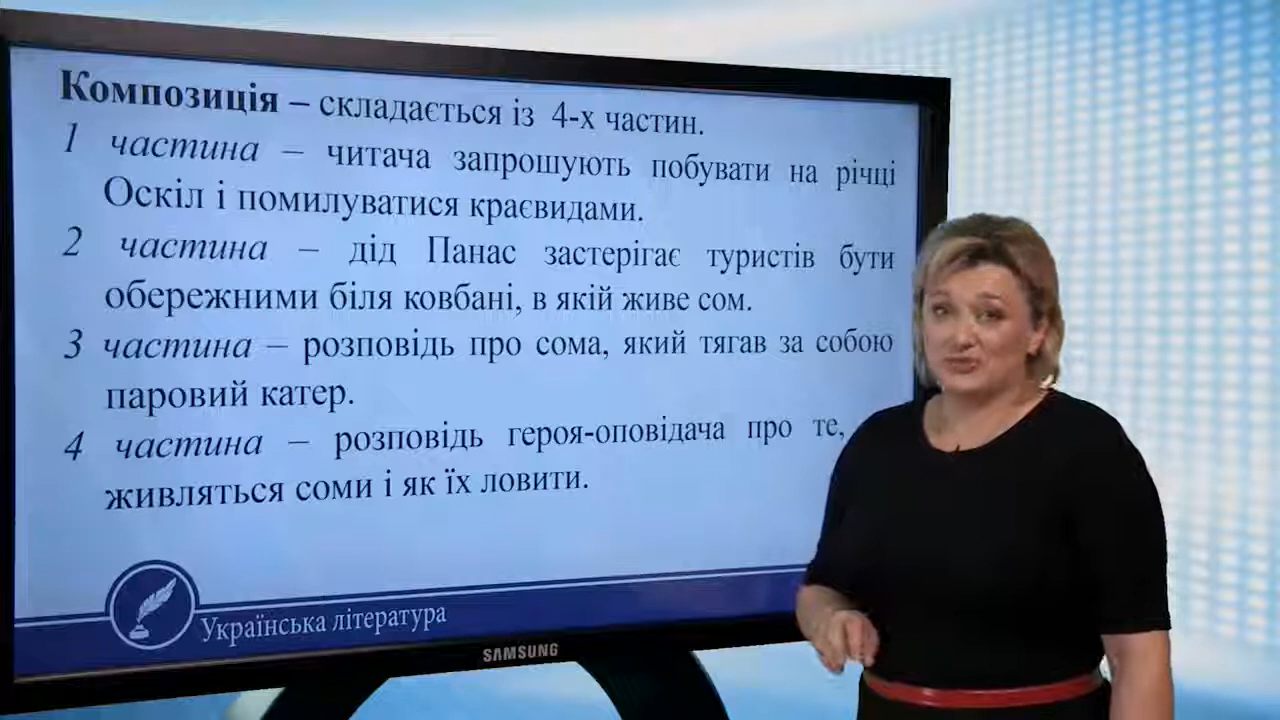 Композиція – складається із 4-х частин.
1 частина – читача запрошують побувати на річці
Оскіл і помилуватися краєвидами.
2 частина – дід Панас застерігає туристів бути
обережними біля ковбані, в якій живе сом.
3 частина – розповідь про сома, який тягав за собою
паровий катер.
4 частина – розповідь героя-оповідача про те,
живляться соми і як їх ловити.
Українська література
SAMSUNG